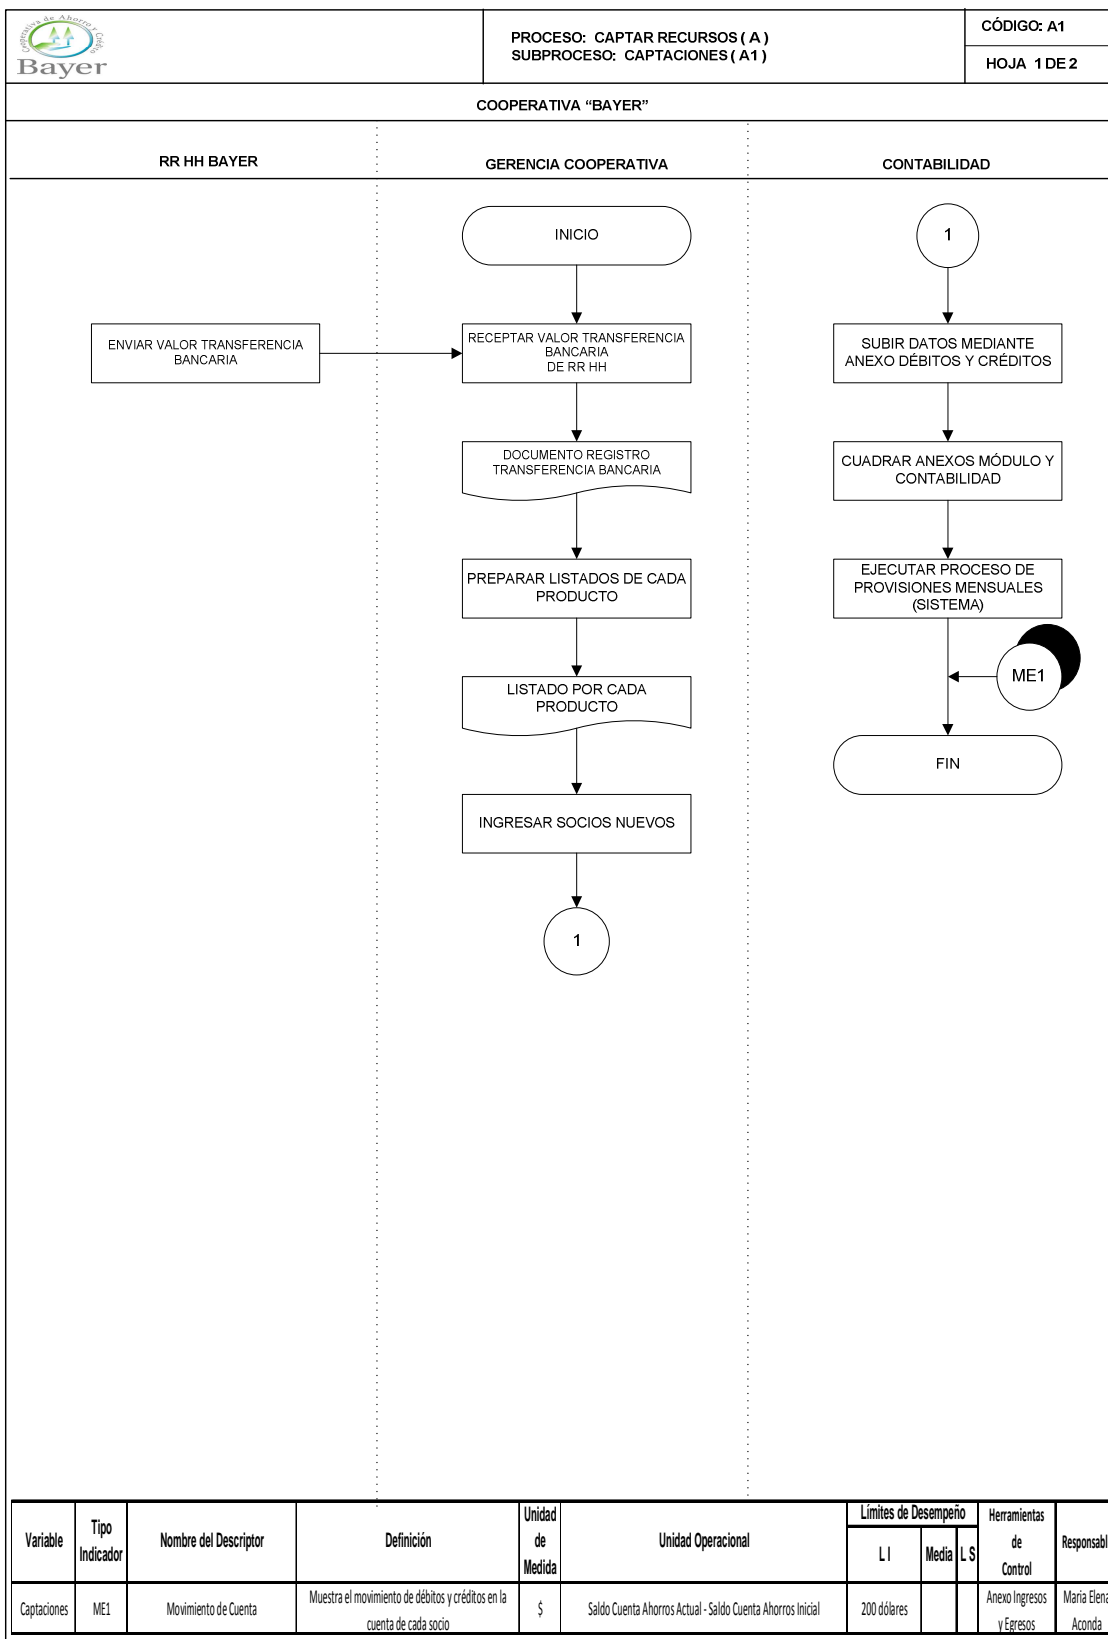 Cooperativa de Ahorro y Crédito
Bayer
PROCESO: CAPTAR RECURSOS ( A )
SUBPROCESO: CAPTACIONES ( A1 )
CÓDIGO: A1
HOJA 1 DE 2
COOPERATIVA “BAYER”
RR HH BAYER
GERENCIA COOPERATIVA
CONTABILIDAD
ENVIAR VALOR TRANSFERENCIA
BANCARIA
INICIO
RECEPTAR VALOR TRANSFERENCIA
BANCARIA
DE RR HH
DOCUMENTO REGISTRO
TRANSFERENCIA BANCARIA
PREPARAR LISTADOS DE CADA
PRODUCTO
LISTADO POR CADA
PRODUCTO
INGRESAR SOCIOS NUEVOS
1
1
SUBIR DATOS MEDIANTE
ANEXO DÉBITOS Y CRÉDITOS
CUADRAR ANEXOS MÓDULO Y
CONTABILIDAD
EJECUTAR PROCESO DE
PROVISIONES MENSUALES
(SISTEMA)
ME1
FIN
Variable
Tipo
Indicador
Nombre del Descriptor
Definición
Unidad
de
Medida
Unidad Operacional
Límites de Desempeño
L I
Media
L S
Herramientas
de
Control
Responsabl
Captaciones
ME1
Movimiento de Cuenta
Muestra el movimiento de débitos y créditos en la
cuenta de cada socio
$
Saldo Cuenta Ahorros Actual - Saldo Cuenta Ahorros Inicial
200 dólares
Anexo Ingresos
y Egresos
Maria Elena
Aconda